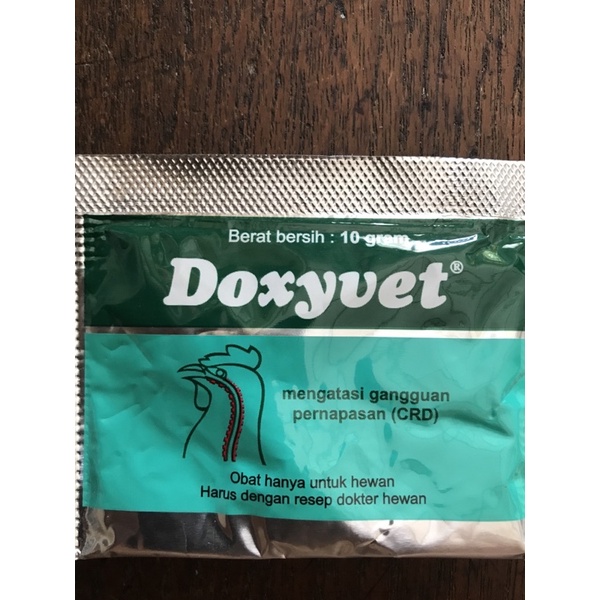 Berat bersih : 10 gram
Doxyvet®
mengatasi gangguan
pernapasan (CRD)
Obat hanya untuk hewan
Harus dengan resep dokter hewan